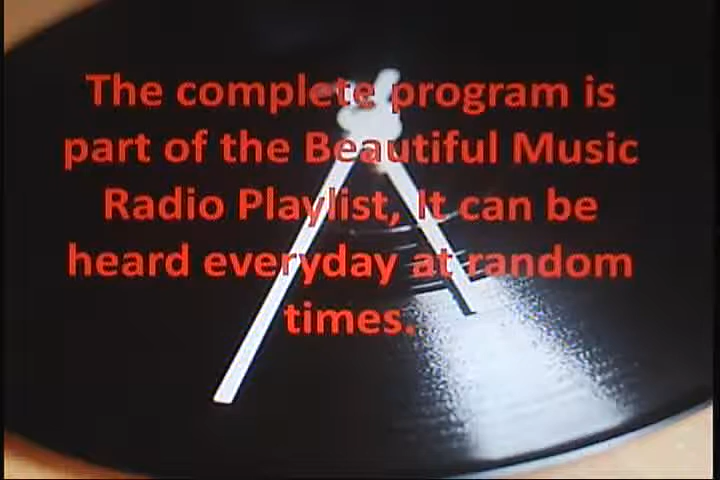 The complete program is
part of the Beautiful Music
Radio Playlist, It can be
heard everyday at random
times.